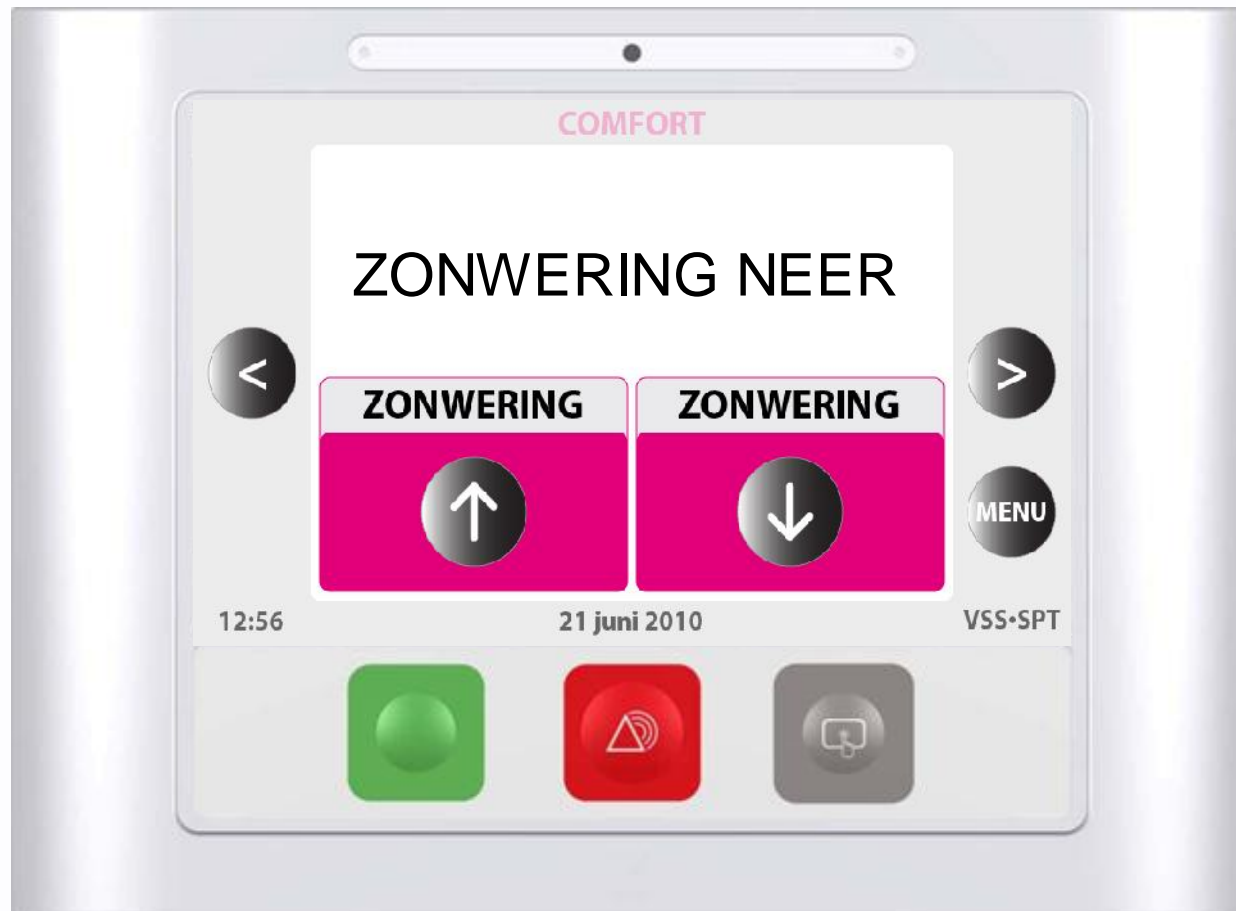 COMFORT
ZONWERING NEER
<
>
ZONWERING ZONWERING
↑ ↓
MENU
12:56 21 juni 2010 VSS•SPT